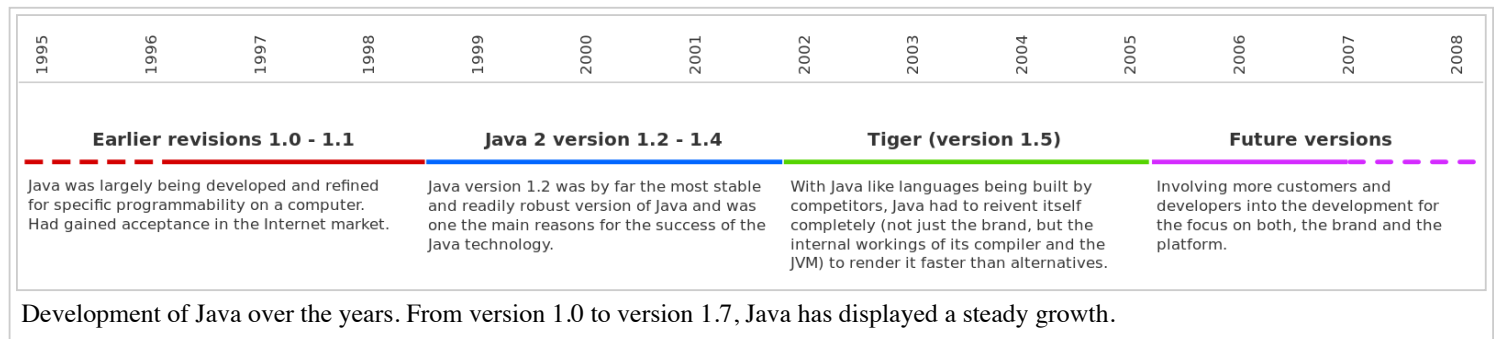 1995 1996 1997 1998 1999 2000 2001 2002 2003 2004 2005 2006 2007 2008
Earlier revisions 1.0 - 1.1
Java was largely being developed and refined
for specific programmability on a computer.
Had gained acceptance in the Internet market.
Java 2 version 1.2 - 1.4
Java version 1.2 was by far the most stable
and readily robust version of Java and was
one the main reasons for the success of the
Java technology.
Tiger (version 1.5)
With Java like languages being built by
competitors, Java had to reivent itself
completely (not just the brand, but the
internal workings of its compiler and the
JVM) to render it faster than alternatives.
Future versions
Involving more customers and
developers into the development for
the focus on both, the brand and the
platform.
Development of Java over the years. From version 1.0 to version 1.7, Java has displayed a steady growth.